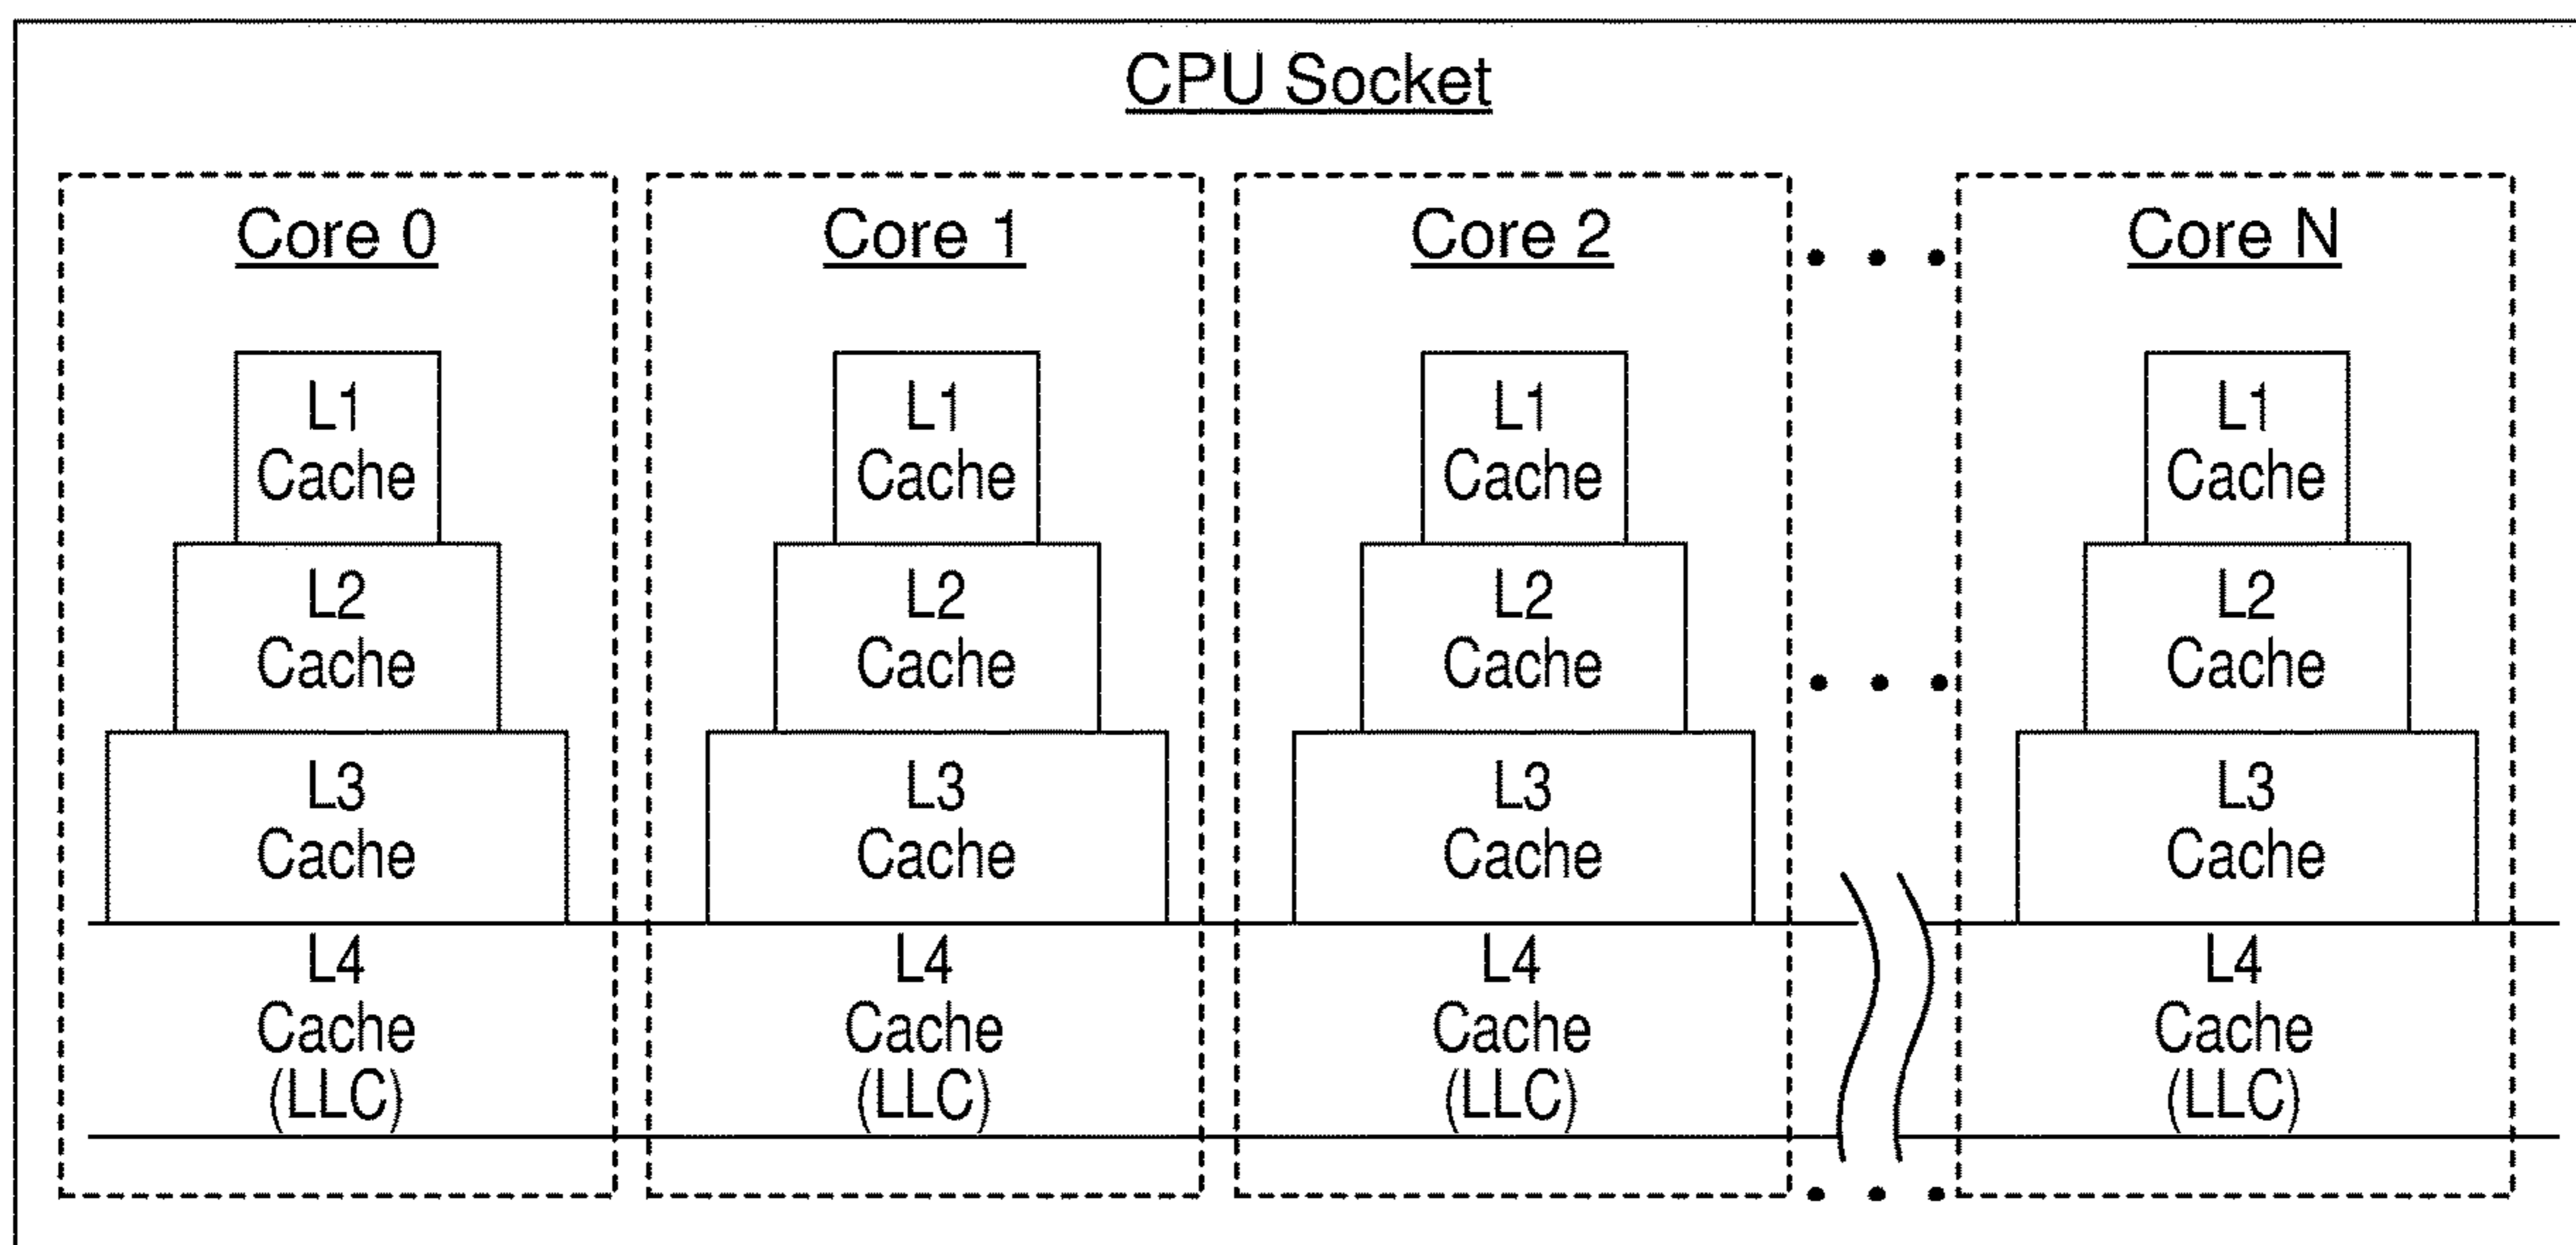 CPU Socket
Core 0
Core 1
Core 2
. . .
Core N
L1
Cache
L1
Cache
L1
Cache
L1
Cache
L2
Cache
L2
Cache
L2
Cache
. . .
L2
Cache
L3
Cache
L3
Cache
L3
Cache
L3
Cache
L4
Cache
(LLC)
L4
Cache
(LLC)
L4
Cache
(LLC)
L4
Cache
(LLC)
. . .